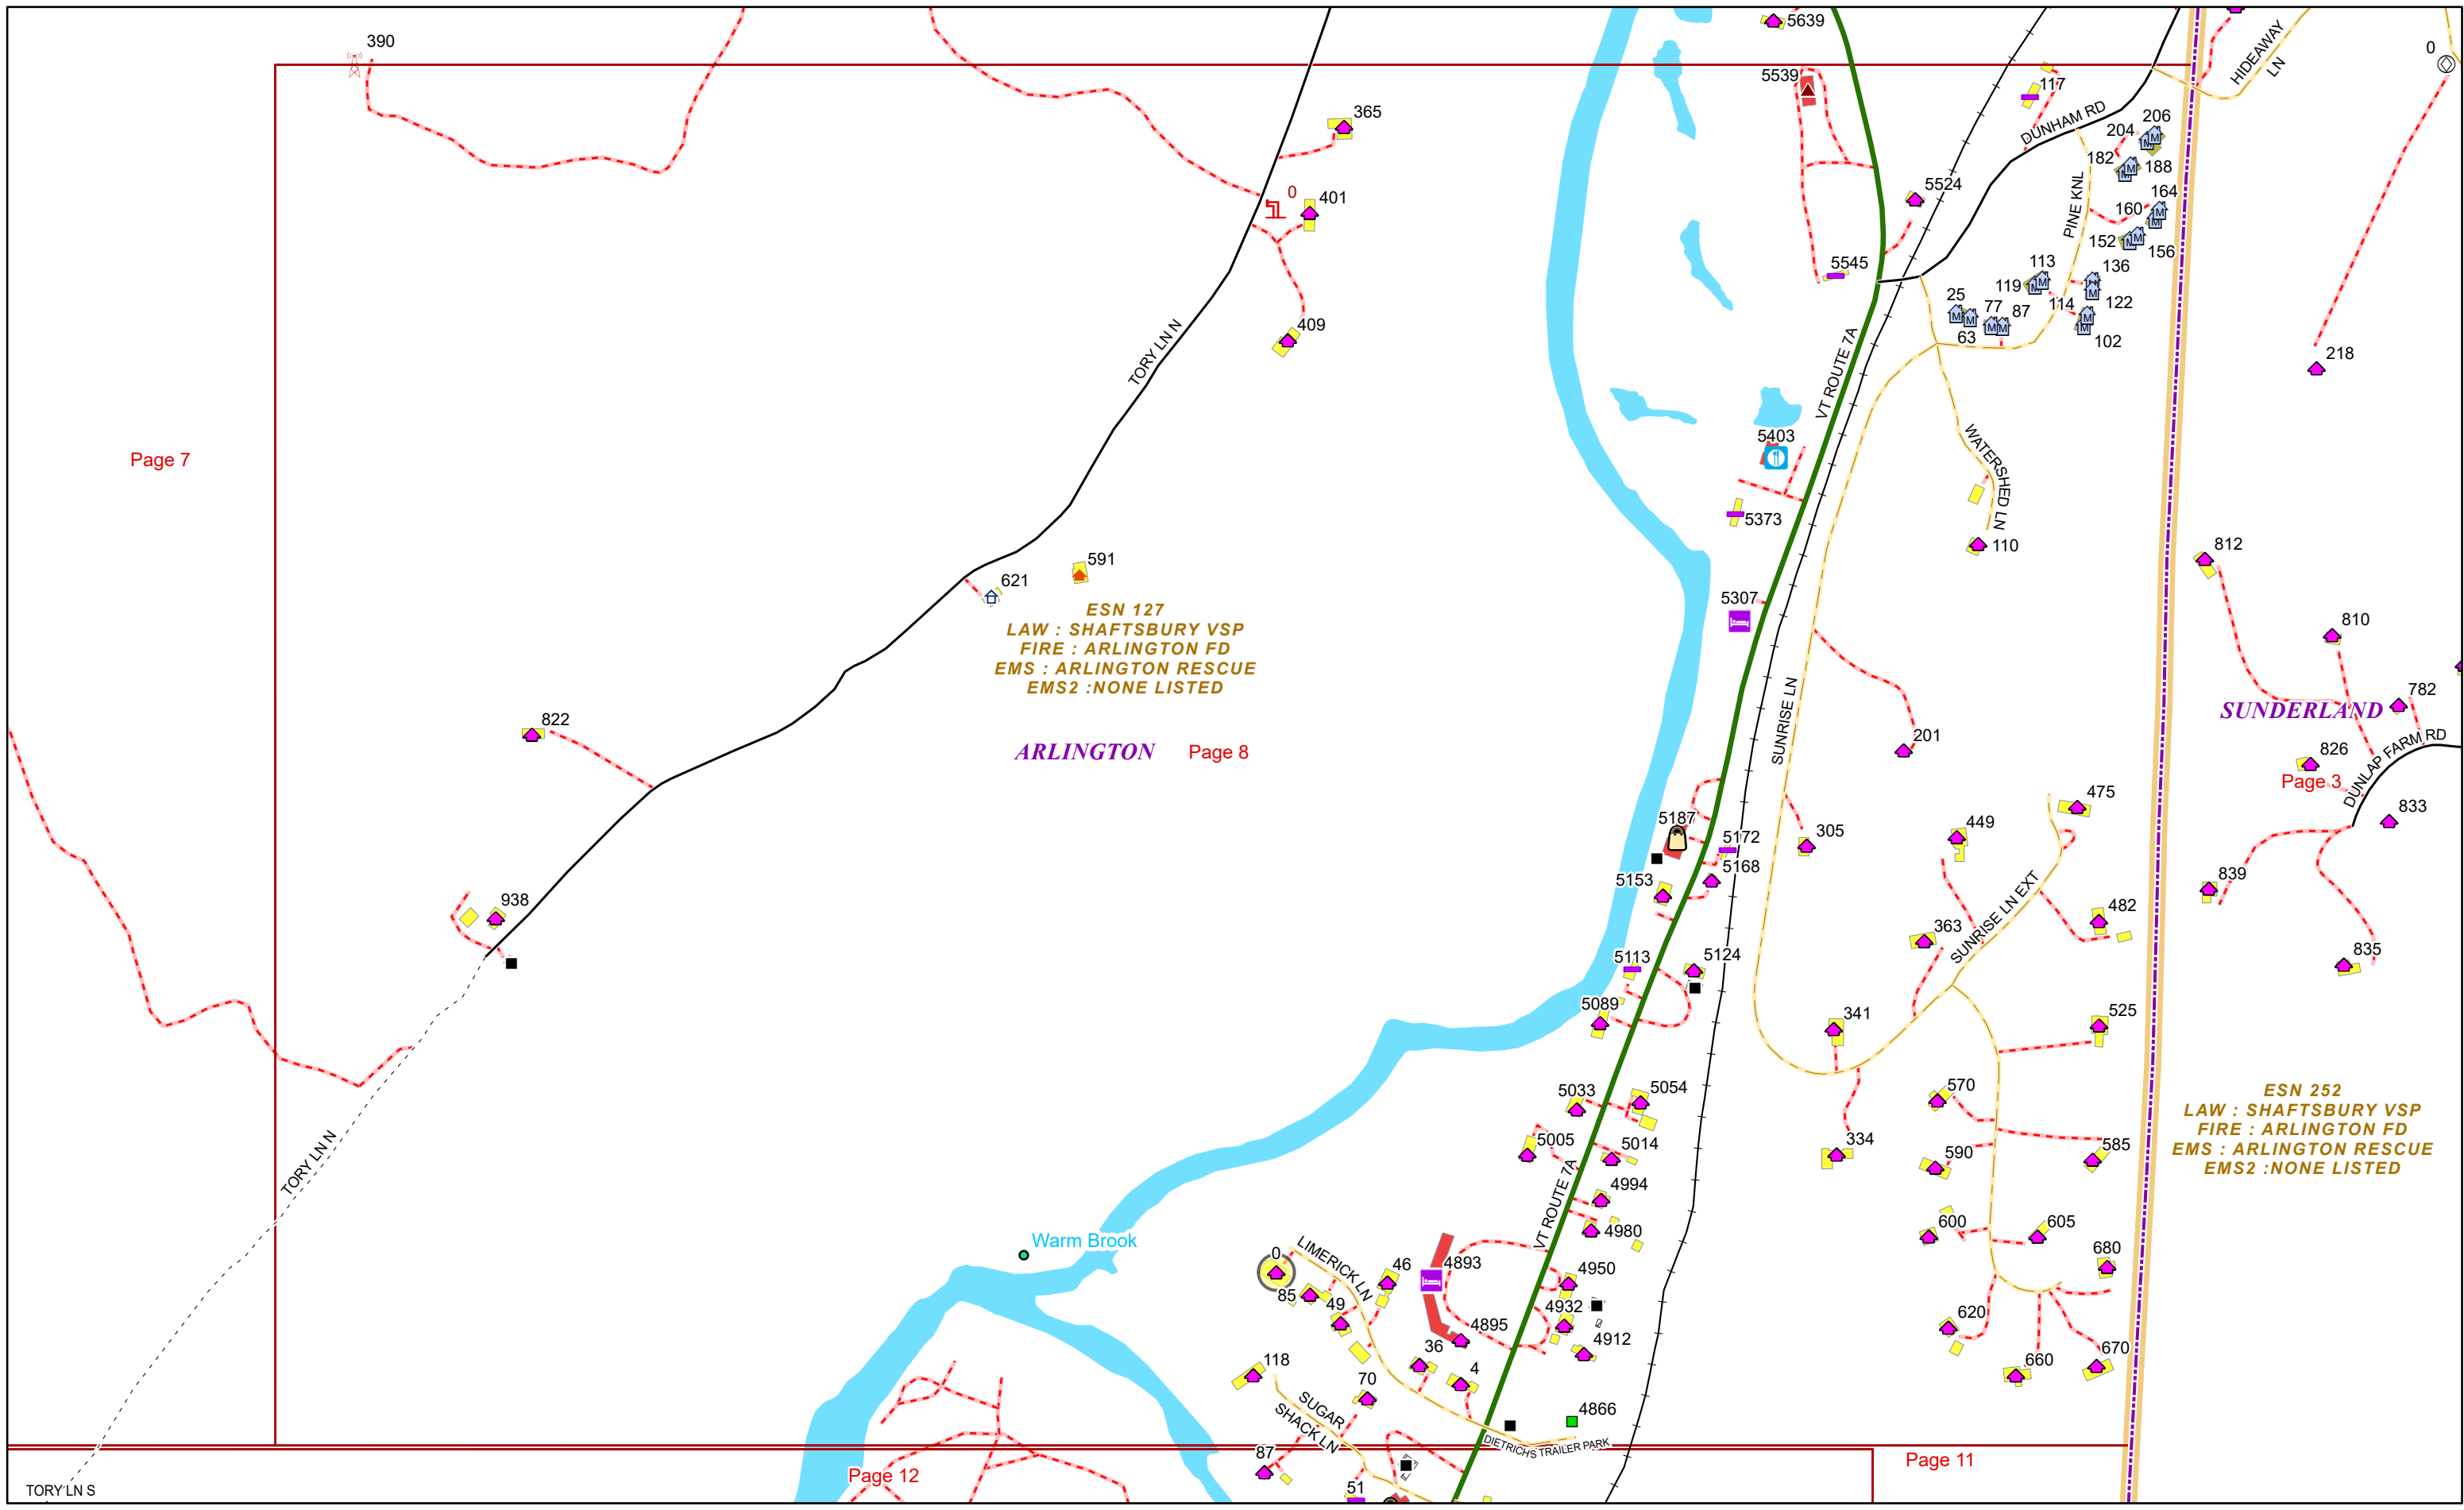 5639
390
0
5539
117
HIDEAWAY
LN
365
DUNHAM RD
204
206
182
188
0
401
5524
164
PINE KNL
160
152
156
5545
113
136
119
25
77
87
114
122
63
102
409
TORY LN N
VT ROUTE 7A
218
Page 7
5403
WATERSHED LN
5373
110
812
591
621
5307
ESN 127
LAW : SHAFTSBURY VSP
FIRE : ARLINGTON FD
EMS : ARLINGTON RESCUE
EMS2 :NONE LISTED
810
782
SUNDERLAND
822
SUNRISE LN
201
ARLINGTON
Page 8
DUNLAP FARM RD
826
Page 3
475
833
5187
5172
305
449
5168
5153
839
938
SUNRISE LN EXT
482
363
5113
5124
835
5089
341
525
5033
5054
570
ESN 252
LAW : SHAFTSBURY VSP
FIRE : ARLINGTON FD
EMS : ARLINGTON RESCUE
EMS2 :NONE LISTED
5005
5014
334
590
585
TORY LN N
VT ROUTE 7A
4994
4980
600
605
Warm Brook
0
LIMERICK LN
46
4893
680
4950
85
49
4932
4895
4912
620
36
118
4
70
660
670
SUGAR
SHACK LN
4866
DIETRICHS TRAILER PARK
87
Page 12
Page 11
51
TORY LN S
0